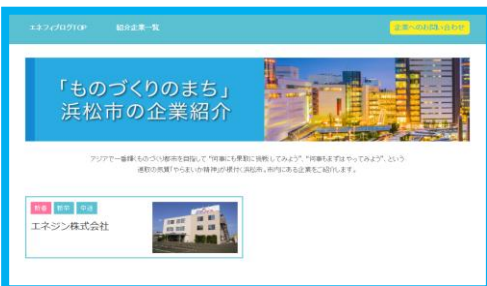 エネフィブログTOP 紹介企業一覧 企業へのお問い合わせ
「ものづくりのまち」
浜松市の企業紹介
アジアで一番輝くものづくり都市を目指して"何事にも果敢に挑戦してみよう"、"何事もまずはやってみよう"、という
進取の気質「やらまいか精神」が根付く浜松市。市内にある企業をご紹介します。
新卒 中途
エネジン株式会社